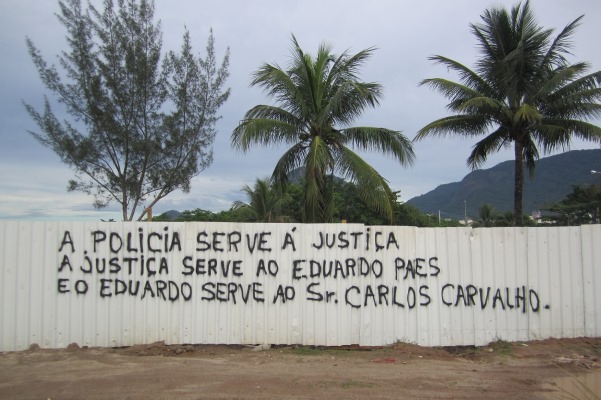 A POLICIA SERVE Á JUSTIÇA
A JUSTIÇA SERVE AO EDUARDO PAES
E O EDUARDO SERVE AO Sr. CARLOS CARVALHO.